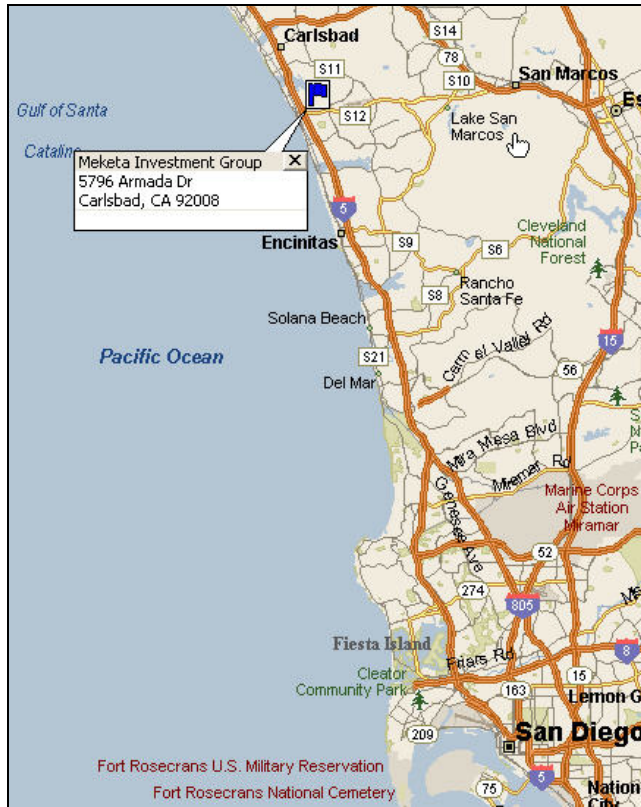 Carlsbad
S14
78
S11
S10
San Marcos
Gulf of Santa
Catalina
S12
Lake San
Marcos
Meketa Investment Group
5796 Armada Dr
Carlsbad, CA 92008
5
Encinitas
S9
S6
Cleveland
National
Forest
Rancho
Santa Fe
S8
Solana Beach
Carmel Valley Rd
15
Pacific Ocean
S21
56
Del Mar
Mira Mesa Blvd
Miramar Rd
Genesee Ave
Marine Corps
Air Station
Miramar
52
274
805
Fiesta Island
8
Friars Rd
Cleator
Community Park
15
163
Lemon G
209
San Diego
Fort Rosecrans U.S. Military Reservation
5
75
Nation
City
Fort Rosecrans National Cemetery